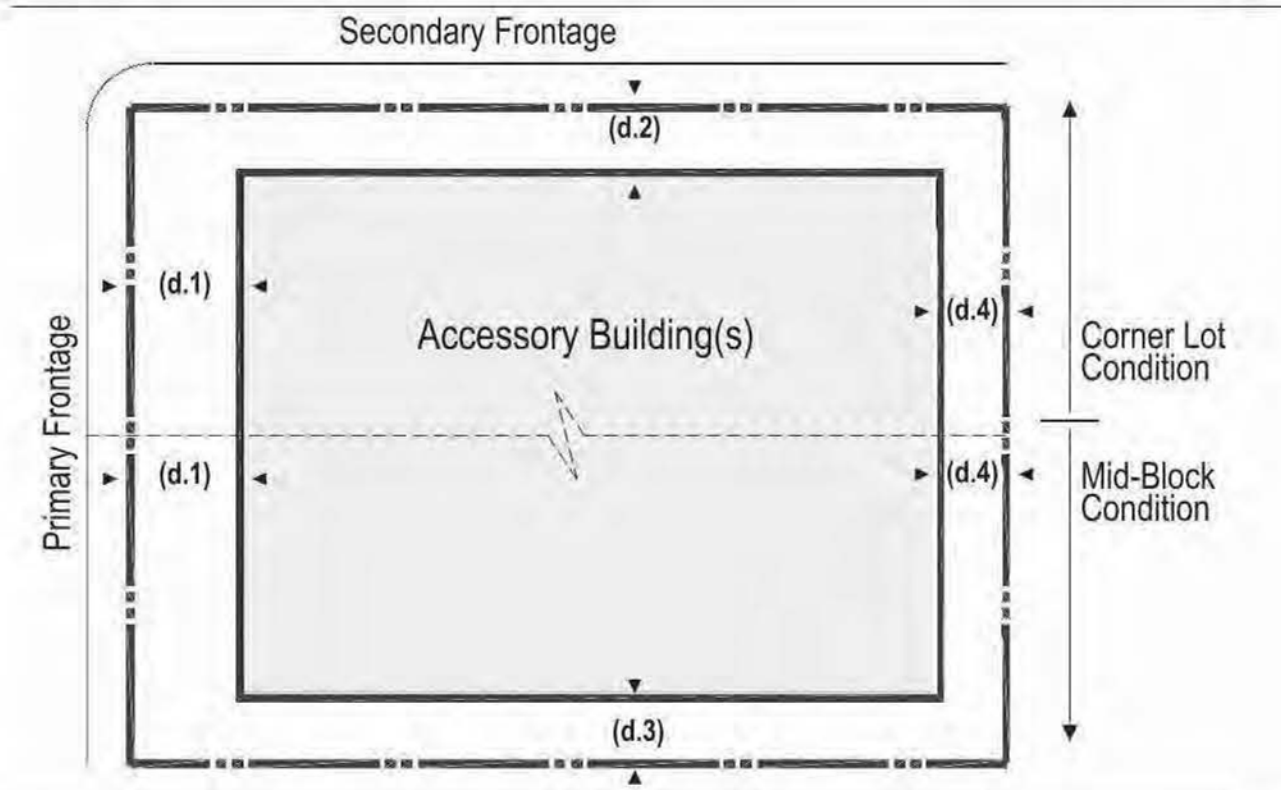 Secondary Frontage
(d.2)
(d.1)
(d.4)
Accessory Building(s)
Corner Lot
Condition
Primary Frontage
(d.1)
(d.4)
Mid-Block
Condition
(d.3)